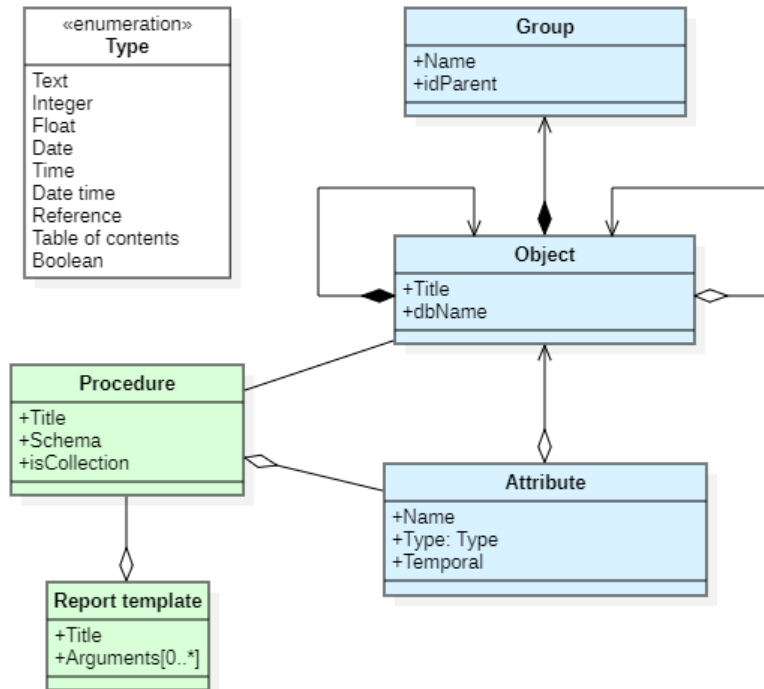 «enumeration»
Type
Text
Integer
Float
Date
Time
Date time
Reference
Table of contents
Boolean
Group
+Name
+idParent
Object
+Title
+dbName
Procedure
+Title
+Schema
+isCollection
Attribute
+Name
+Type: Type
+Temporal
Report template
+Title
+Arguments[0..*]